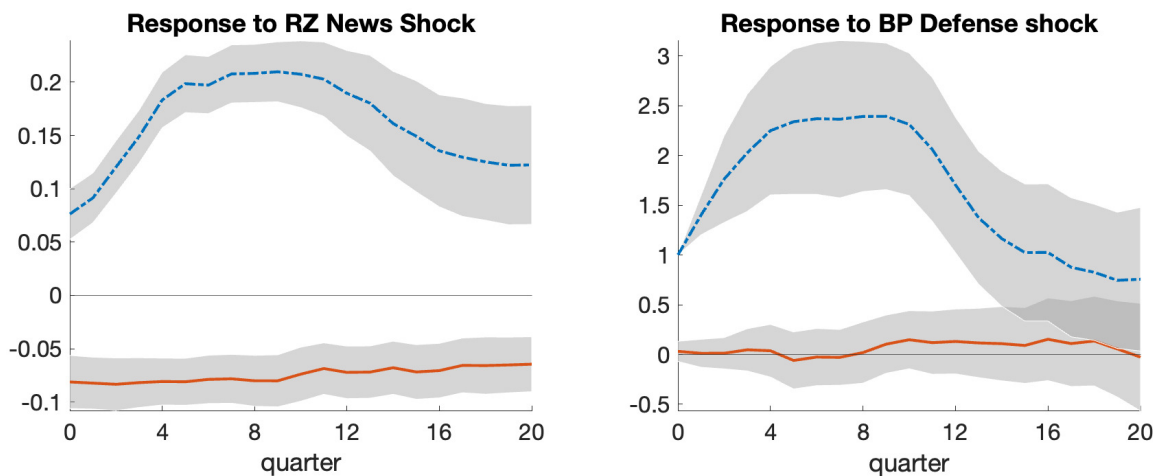 Response to RZ News Shock
0.2
0.15
0.1
0.05
0
-0.05
-0.1
0 4 8 12 16 20
quarter
Response to BP Defense shock
3
2.5
2
1.5
1
0.5
0
-0.5
0 4 8 12 16 20
quarter